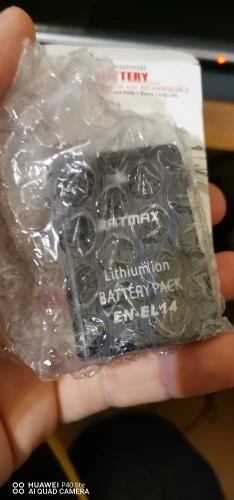 BATTERY
BATMAX
Lithium ion
BATTERY PACK
EN-EL14
HUAWEI P40 lite
AI QUAD CAMERA